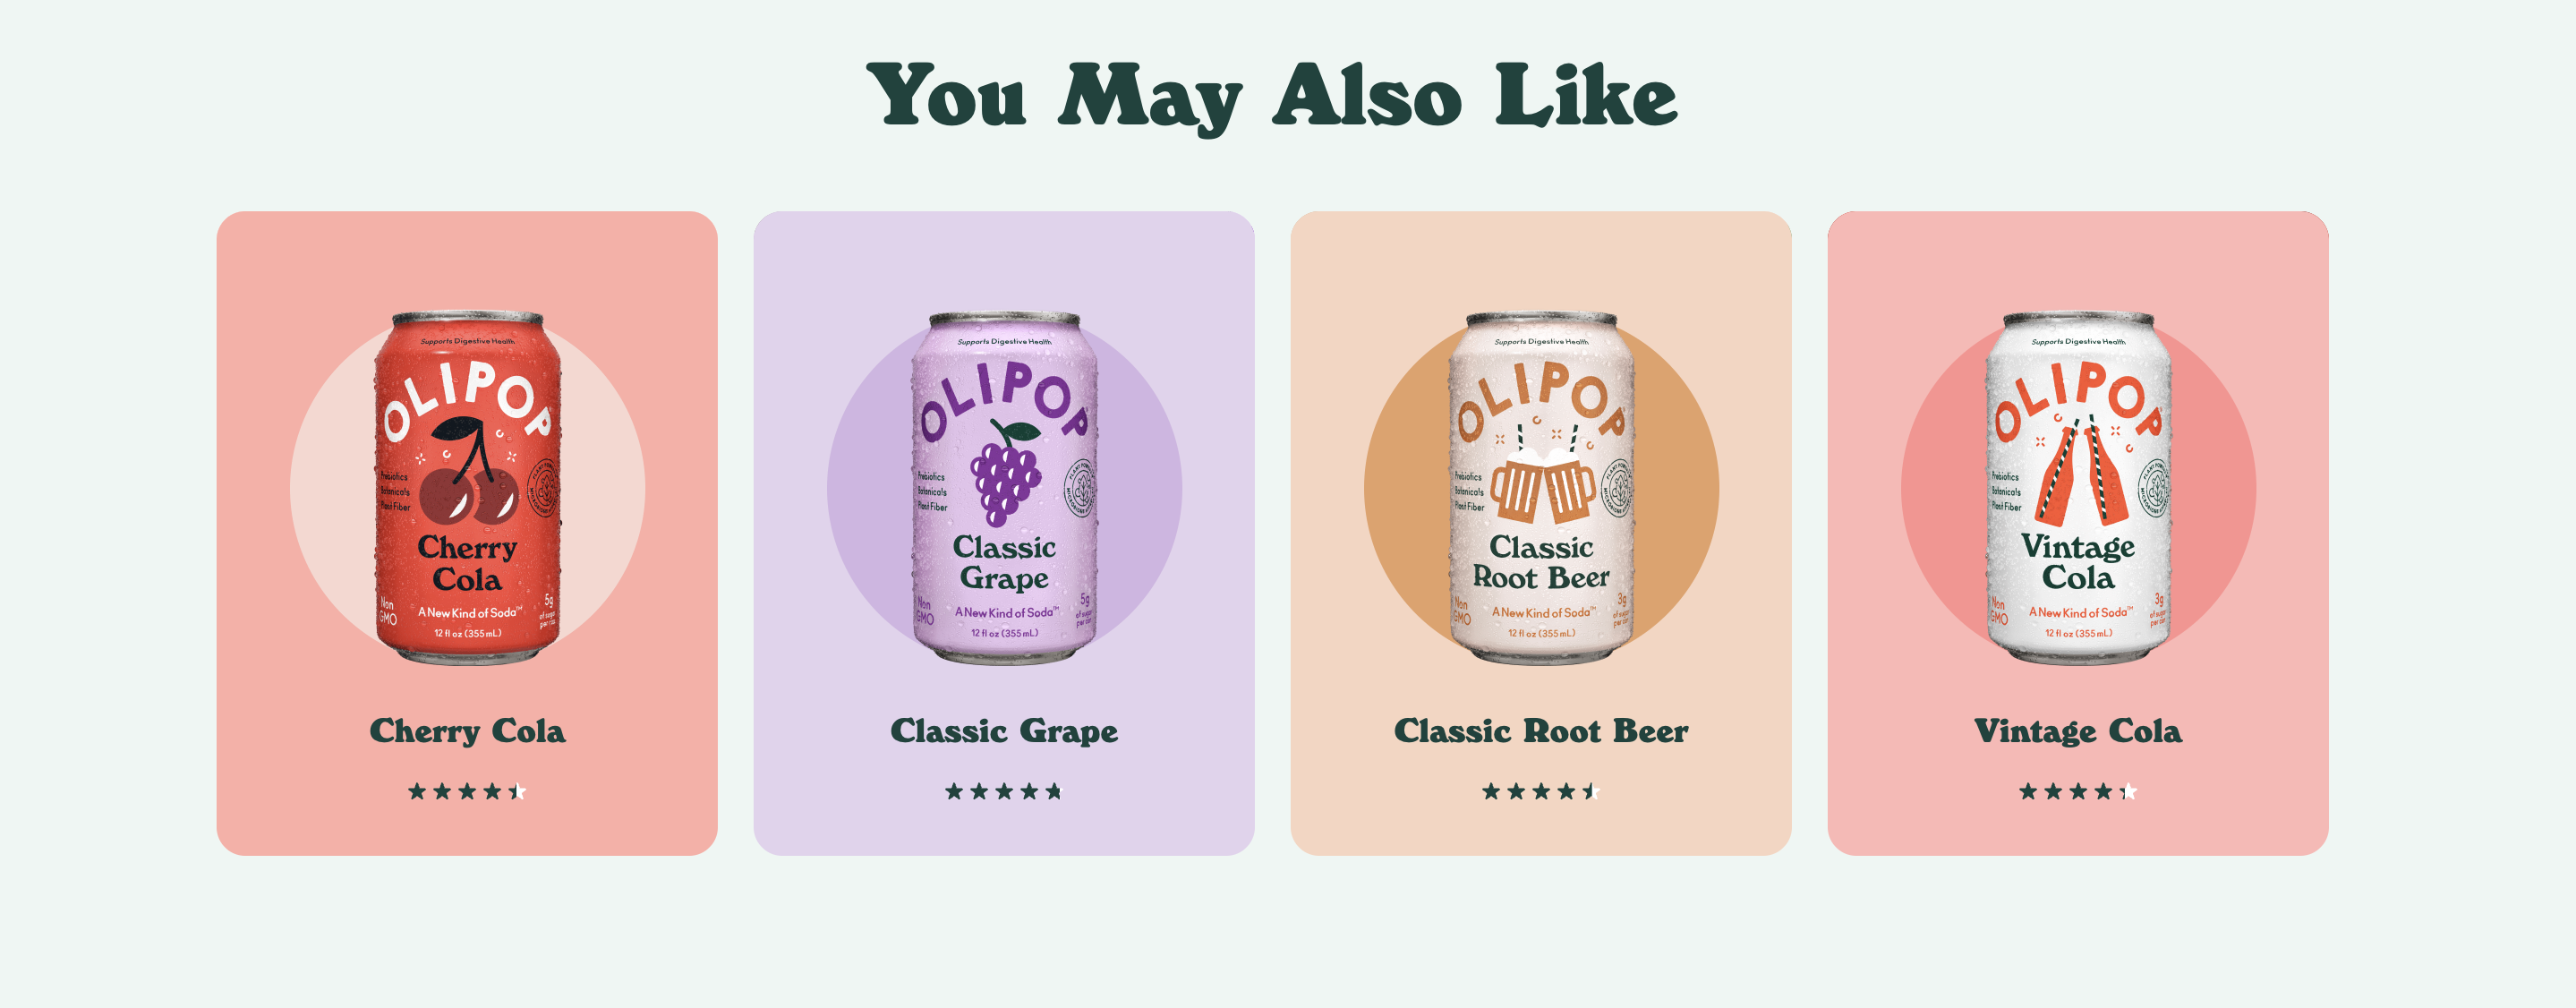 You May Also Like
Supports Digestive Health
OLIPOP
Prebiotics
Botanicals
Plant Fiber
Cherry
Cola
Non
GMO
A New Kind of Soda™
5g
of sugar
per can
12 fl oz (355 mL)
Cherry Cola
Supports Digestive Health
OLIPOP
Prebiotics
Botanicals
Plant Fiber
Classic
Grape
Non
GMO
A New Kind of Soda™
5g
of sugar
per can
12 fl oz (355 mL)
Classic Grape
Supports Digestive Health
OLIPOP
Prebiotics
Botanicals
Plant Fiber
Classic
Root Beer
Non
GMO
A New Kind of Soda™
3g
of sugar
per can
12 fl oz (355 mL)
Classic Root Beer
Supports Digestive Health
OLIPOP
Prebiotics
Botanicals
Plant Fiber
Vintage
Cola
Non
GMO
A New Kind of Soda™
3g
of sugar
per can
12 fl oz (355 mL)
Vintage Cola